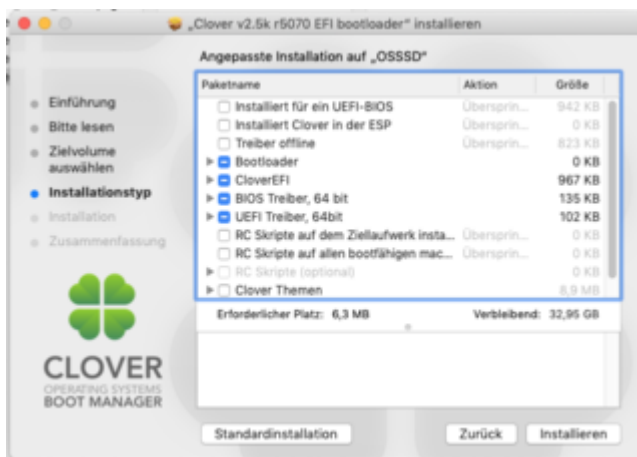 „Clover v2.5k r5070 EFI bootloader“ installieren
Angepasste Installation auf „OSSSD“
Paketname Aktion Größe
Installiert für ein UEFI-BIOS Übersprin... 942 KB
Installiert Clover in der ESP Übersprin... 0 KB
Treiber offline Übersprin... 823 KB
Bootloader 0 KB
CloverEFI 967 KB
BIOS Treiber, 64 bit 135 KB
UEFI Treiber, 64bit 102 KB
RC Skripte auf dem Ziellaufwerk insta... Übersprin... 0 KB
RC Skripte auf allen bootfähigen mac... Übersprin... 0 KB
RC Skripte (optional) 0 KB
Clover Themen 8,9 MB
Erforderlicher Platz: 6,3 MB Verbleibend: 32,95 GB
Einführung
Bitte lesen
Zielvolume
auswählen
Installationstyp
Installation
Zusammenfassung
CLOVER
OPERATING SYSTEMS
BOOT MANAGER
Standardinstallation Zurück Installieren